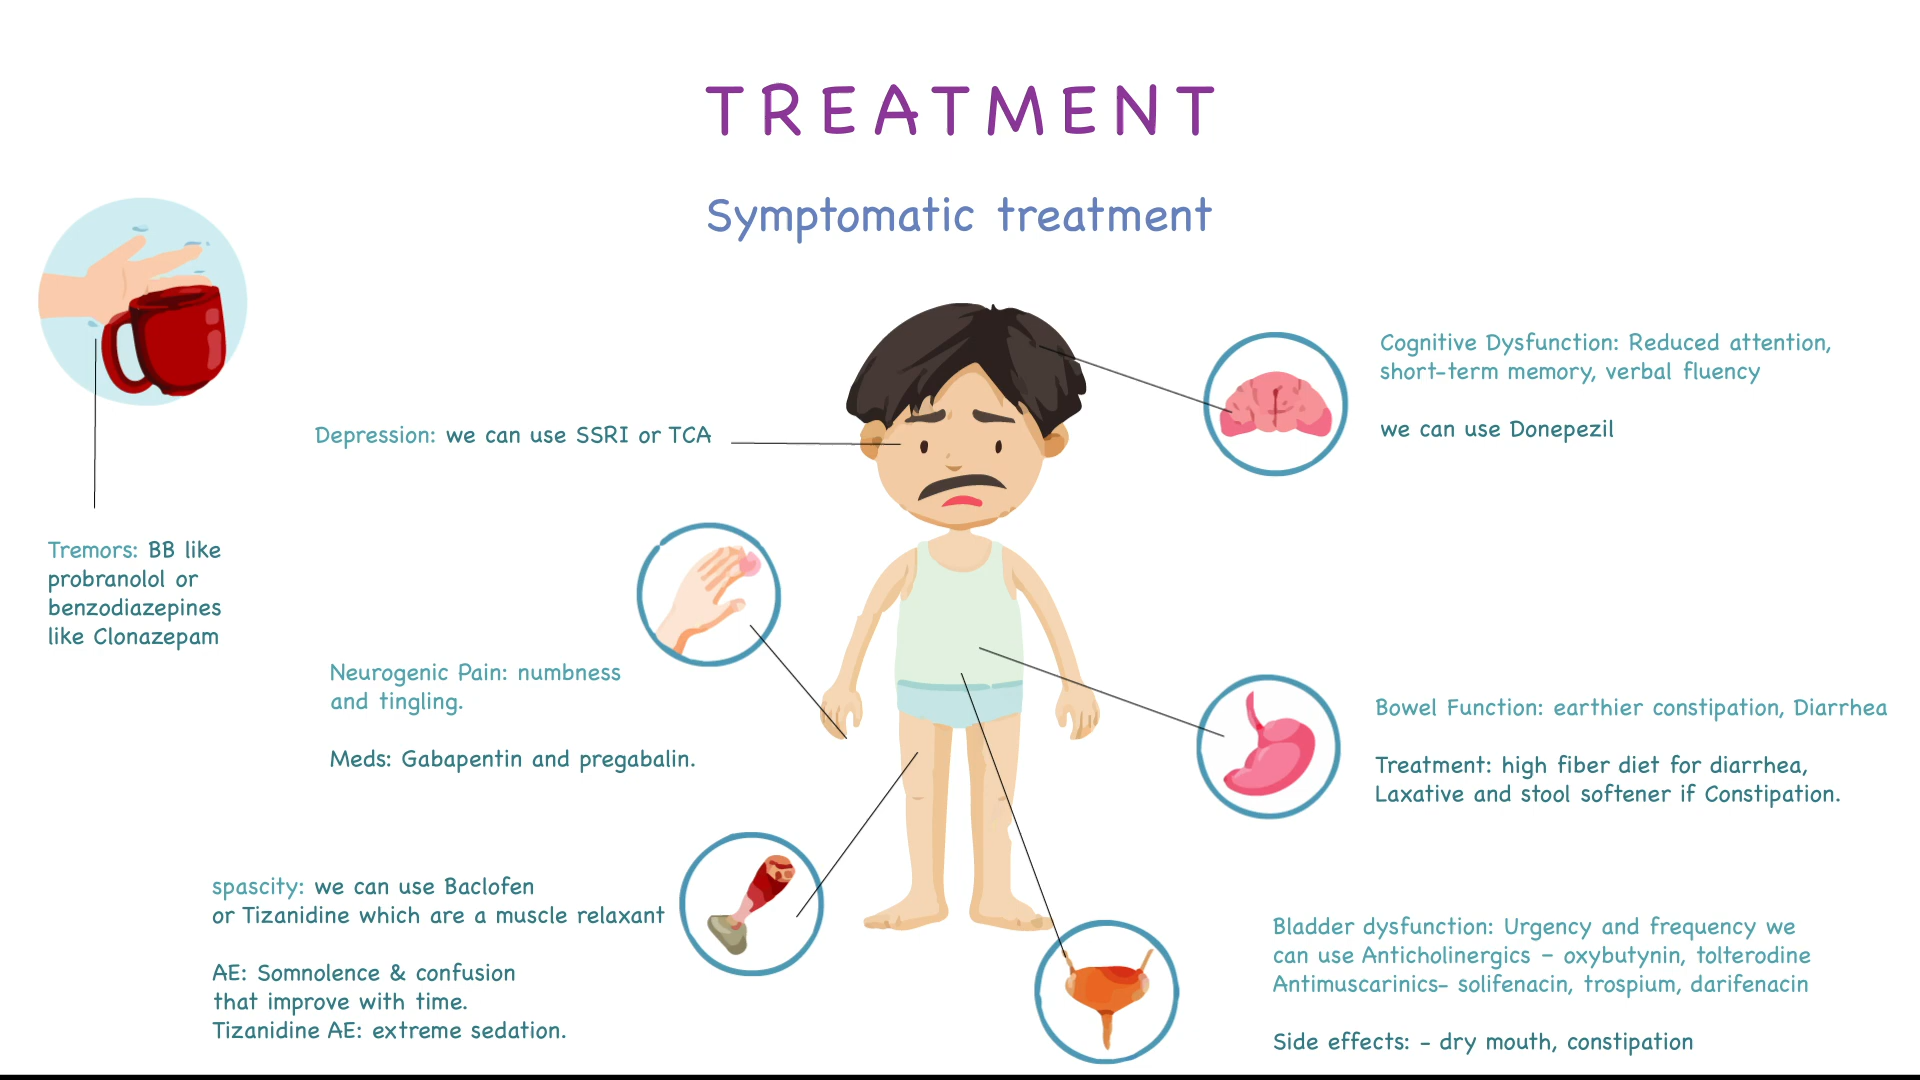 TREATMENT
Symptomatic treatment
Cognitive Dysfunction: Reduced attention,
short-term memory, verbal fluency
we can use Donepezil
Depression: we can use SSRI or TCA
Tremors: BB like
probranolol or
benzodiazepines
like Clonazepam
Neurogenic Pain: numbness
and tingling.
Meds: Gabapentin and pregabalin.
Bowel Function: earthier constipation, Diarrhea
Treatment: high fiber diet for diarrhea,
Laxative and stool softener if Constipation.
spascity: we can use Baclofen
or Tizanidine which are a muscle relaxant
AE: Somnolence & confusion
that improve with time.
Tizanidine AE: extreme sedation.
Bladder dysfunction: Urgency and frequency we
can use Anticholinergics - oxybutynin, tolterodine
Antimuscarinics- solifenacin, trospium, darifenacin
Side effects: - dry mouth, constipation